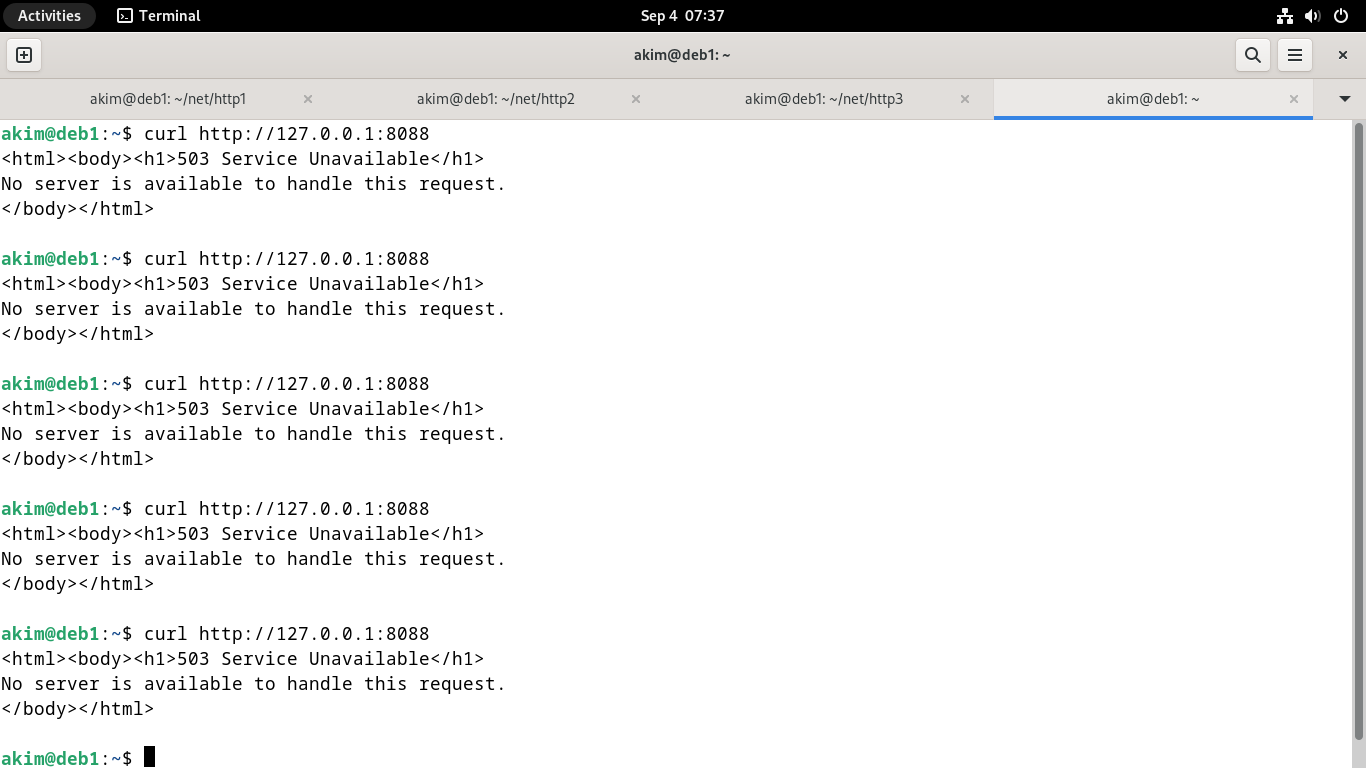 Activities
Terminal
Sep 4 07:37
akim@deb1: ~
akim@deb1: ~/net/http1
akim@deb1: ~/net/http2
akim@deb1: ~/net/http3
akim@deb1: ~
akim@deb1:~$ curl http://127.0.0.1:8088
<html><body><h1>503 Service Unavailable</h1>
No server is available to handle this request.
</body></html>
akim@deb1:~$ curl http://127.0.0.1:8088
<html><body><h1>503 Service Unavailable</h1>
No server is available to handle this request.
</body></html>
akim@deb1:~$ curl http://127.0.0.1:8088
<html><body><h1>503 Service Unavailable</h1>
No server is available to handle this request.
</body></html>
akim@deb1:~$ curl http://127.0.0.1:8088
<html><body><h1>503 Service Unavailable</h1>
No server is available to handle this request.
</body></html>
akim@deb1:~$ curl http://127.0.0.1:8088
<html><body><h1>503 Service Unavailable</h1>
No server is available to handle this request.
</body></html>
akim@deb1:~$